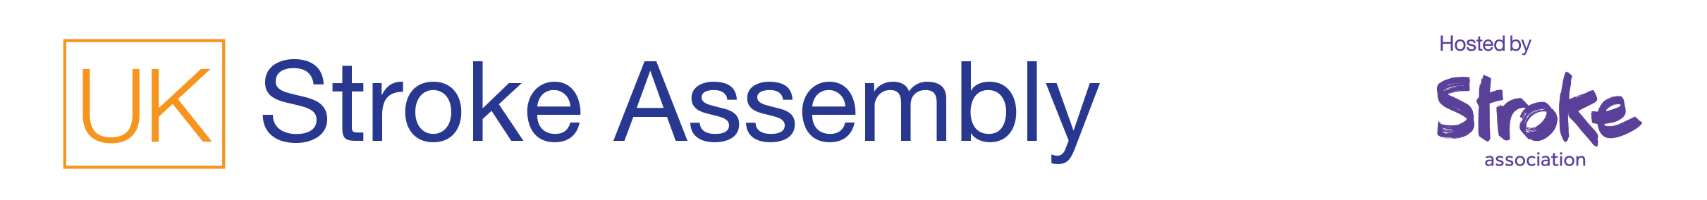 UK Stroke Assembly
Hosted by
Stroke
association